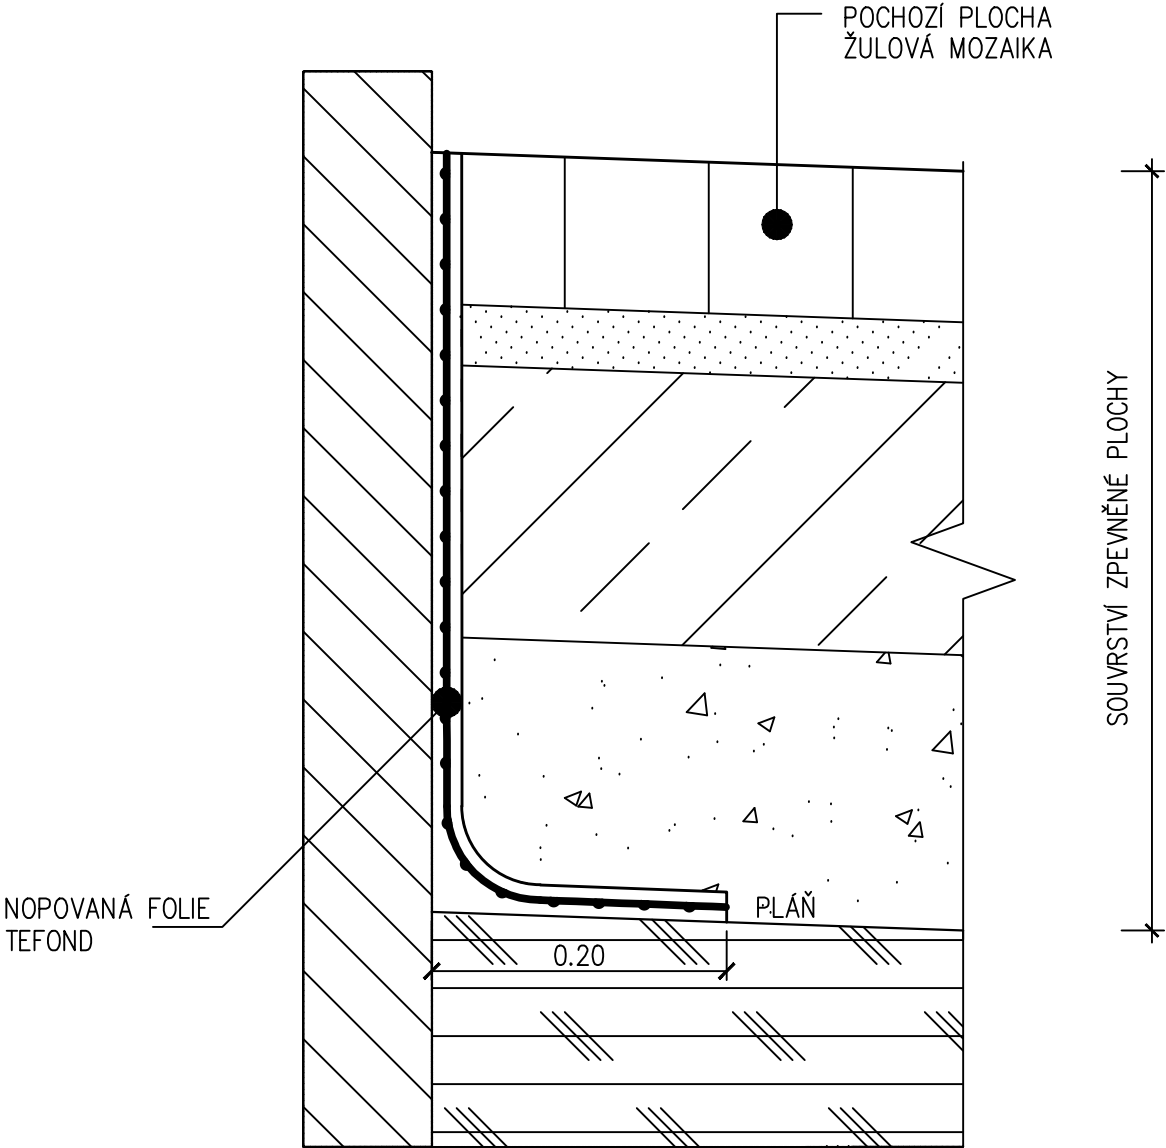 POCHOZÍ PLOCHA
ŽULOVÁ MOZAIKA
SOUVRSTVÍ ZPEVNĚNÉ PLOCHY
NOPOVANÁ FOLIE
TEFOND
PLÁŇ
0.20